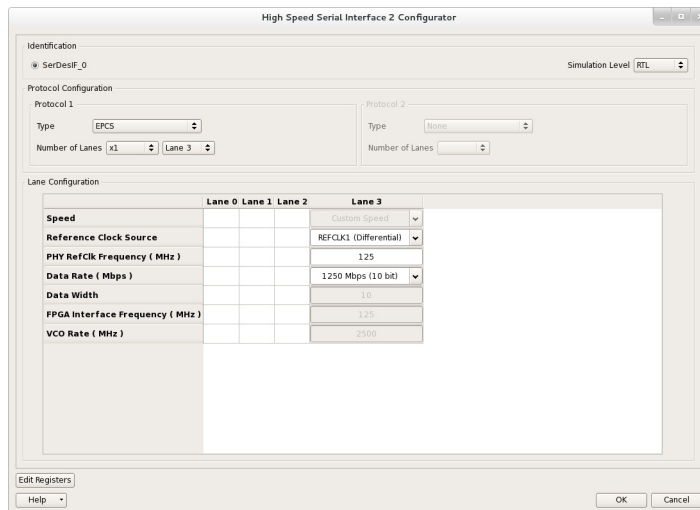 High Speed Serial Interface 2 Configurator
Identification
SerDesIF_0
Simulation Level RTL
Protocol Configuration
Protocol 1
Protocol 2
Type EPCS
Type None
Number of Lanes x1 Lane 3
Number of Lanes
Lane Configuration
Lane 0 Lane 1 Lane 2 Lane 3
Speed Custom Speed
Reference Clock Source REFCLK1 (Differential)
PHY RefClk Frequency ( MHz ) 125
Data Rate ( Mbps ) 1250 Mbps (10 bit)
Data Width 10
FPGA Interface Frequency ( MHz ) 125
VCO Rate ( MHz ) 2500
Edit Registers
Help OK Cancel